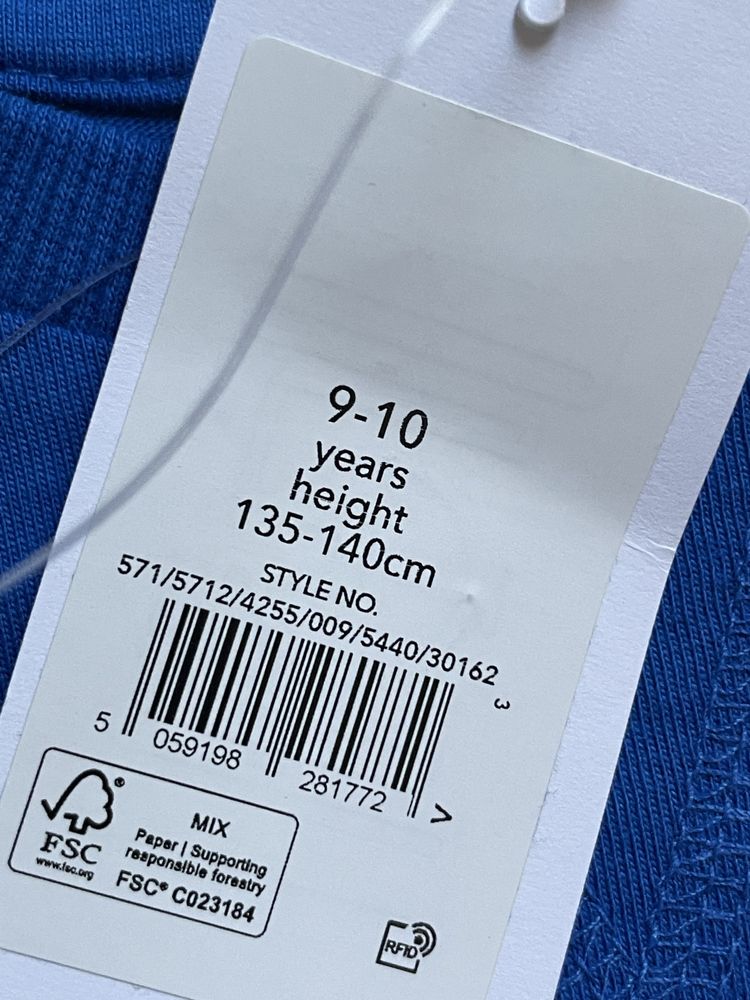 9-10
years
height
135-140cm
STYLE NO.
571/5712/4255/009/5440/30162
3
5 059198 281772 >
FSC®
www.fsc.org
MIX
Paper | Supporting
responsible forestry
FSC® C023184
RFID